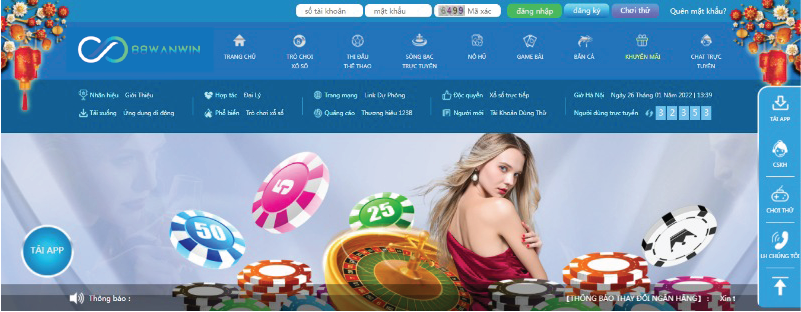 số tài khoản mật khẩu 6499 Mã xác đăng nhập đăng ký Chơi thử Quên mật khẩu?
TRANG CHỦ
TRÒ CHƠI
XỔ SỐ
THI ĐẤU
THỂ THAO
SÒNG BẠC
TRỰC TUYẾN
NỔ HŨ
GAME BÀI
BẮN CÁ
KHUYẾN MÃI
CHAT TRỰC
TUYẾN
Nhãn hiệu Giới Thiệu Hợp tác Đại Lý Trang mạng Link Dự Phòng Độc quyền Xổ số trực tiếp Giờ Hà Nội Ngày 26 Tháng 01 Năm 2022 | 13:39
Tải xuống Ứng dụng di động Phổ biến Trò chơi xổ số Quảng cáo Thương hiệu 123B Người mới Tài Khoản Dùng Thử Người dùng trực tuyến 32353
TẢI APP
CSKH
CHƠI THỬ
LH CHÚNG TÔI
5
50
25
TẢI APP
Thông báo : 【THÔNG BÁO THAY ĐỔI NGÂN HÀNG】 : Xin